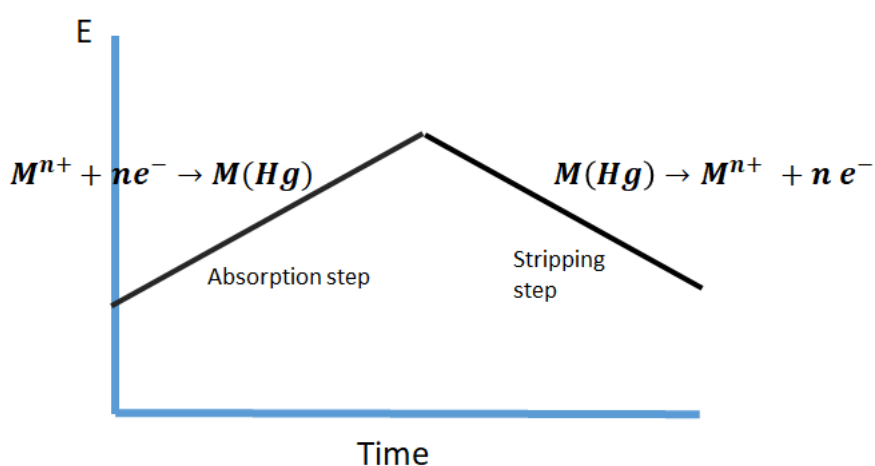 E
Mⁿ⁺ + ne⁻ → M(Hg)
M(Hg) → Mⁿ⁺ + n e⁻
Absorption step
Stripping
step
Time